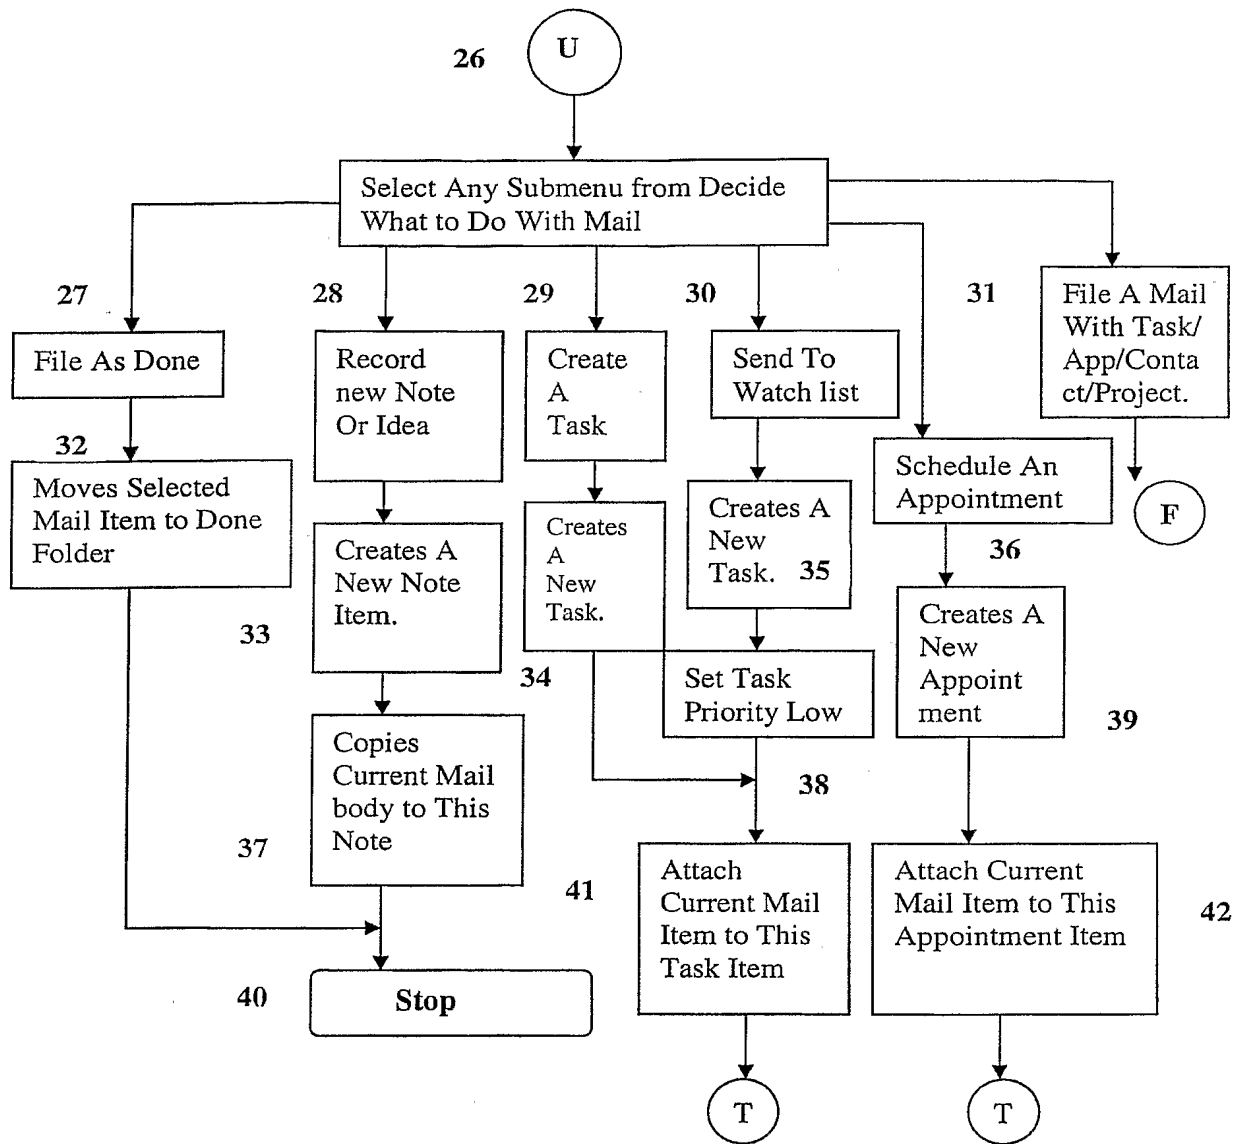 26
U
Select Any Submenu from Decide
What to Do With Mail
27
28
29
30
31
File As Done
Record
new Note
Or Idea
Create
A
Task
Send To
Watch list
File A Mail
With Task/
App/Conta
ct/Project.
32
Moves Selected
Mail Item to Done
Folder
Creates A
New Note
Item.
Creates
A
New
Task.
Creates A
New
Task.
35
Schedule An
Appointment
F
36
33
34
Set Task
Priority Low
Creates A
New
Appoint
ment
39
Copies
Current Mail
body to This
Note
37
38
41
Attach
Current Mail
Item to This
Task Item
Attach Current
Mail Item to This
Appointment Item
42
40
Stop
T
T